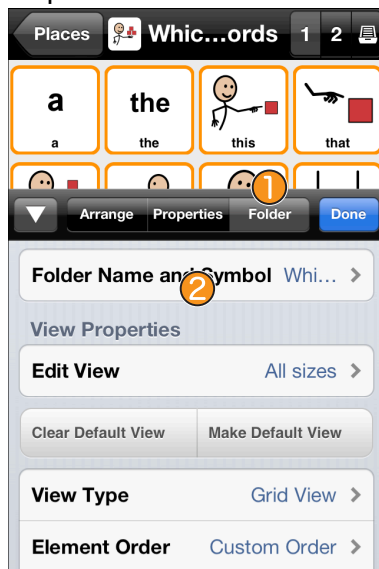 Places Whic...ords 1 2
a the
a the this that
1
Arrange Properties Folder Done
Folder Name and Symbol Whi... >
2
View Properties
Edit View All sizes >
Clear Default View Make Default View
View Type Grid View >
Element Order Custom Order >